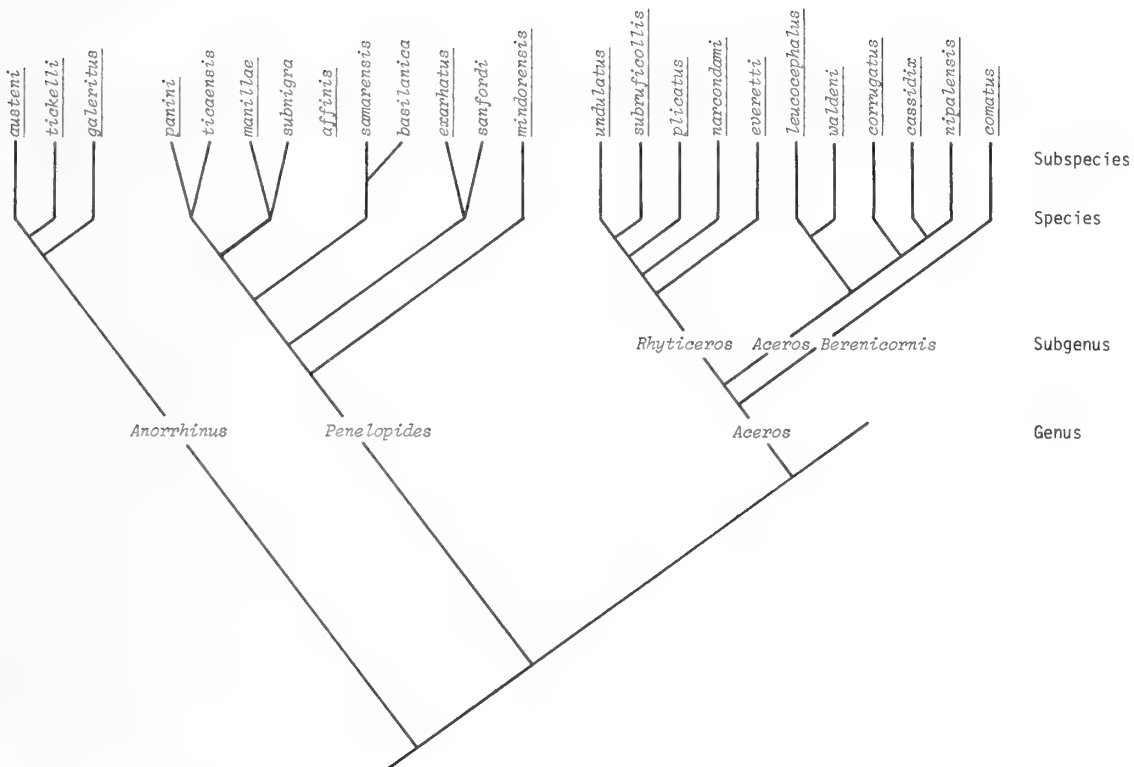 austeni
tickelli
galeritus
panini
ticaensis
manillae
subnigra
affinis
samarensis
basilanica
exarhatus
sanfordi
mindorensis
undulatus
subruficollis
plicatus
narcondami
everetti
leucocephalus
waldeni
corrugatus
cassidix
nipalensis
comatus
Subspecies
Species
Rhyticeros Aceros Berenicornis Subgenus
Anorrhinus Penelopides Aceros Genus